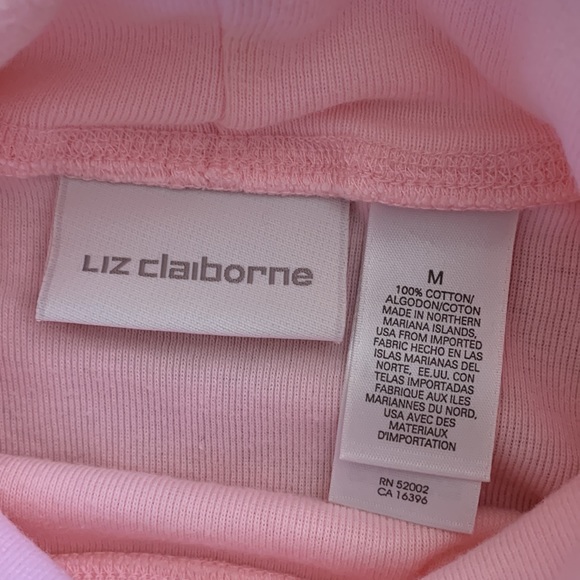 LIZ claiborne
M
100% COTTON/
ALGODON/COTON
MADE IN NORTHERN
MARIANA ISLANDS,
USA FROM IMPORTED
FABRIC HECHO EN LAS
ISLAS MARIANAS DEL
NORTE, EE.UU. CON
TELAS IMPORTADAS
FABRIQUE AUX ILES
MARIANNES DU NORD,
USA AVEC DES
MATERIAUX
D'IMPORTATION
RN 52002
CA 16396